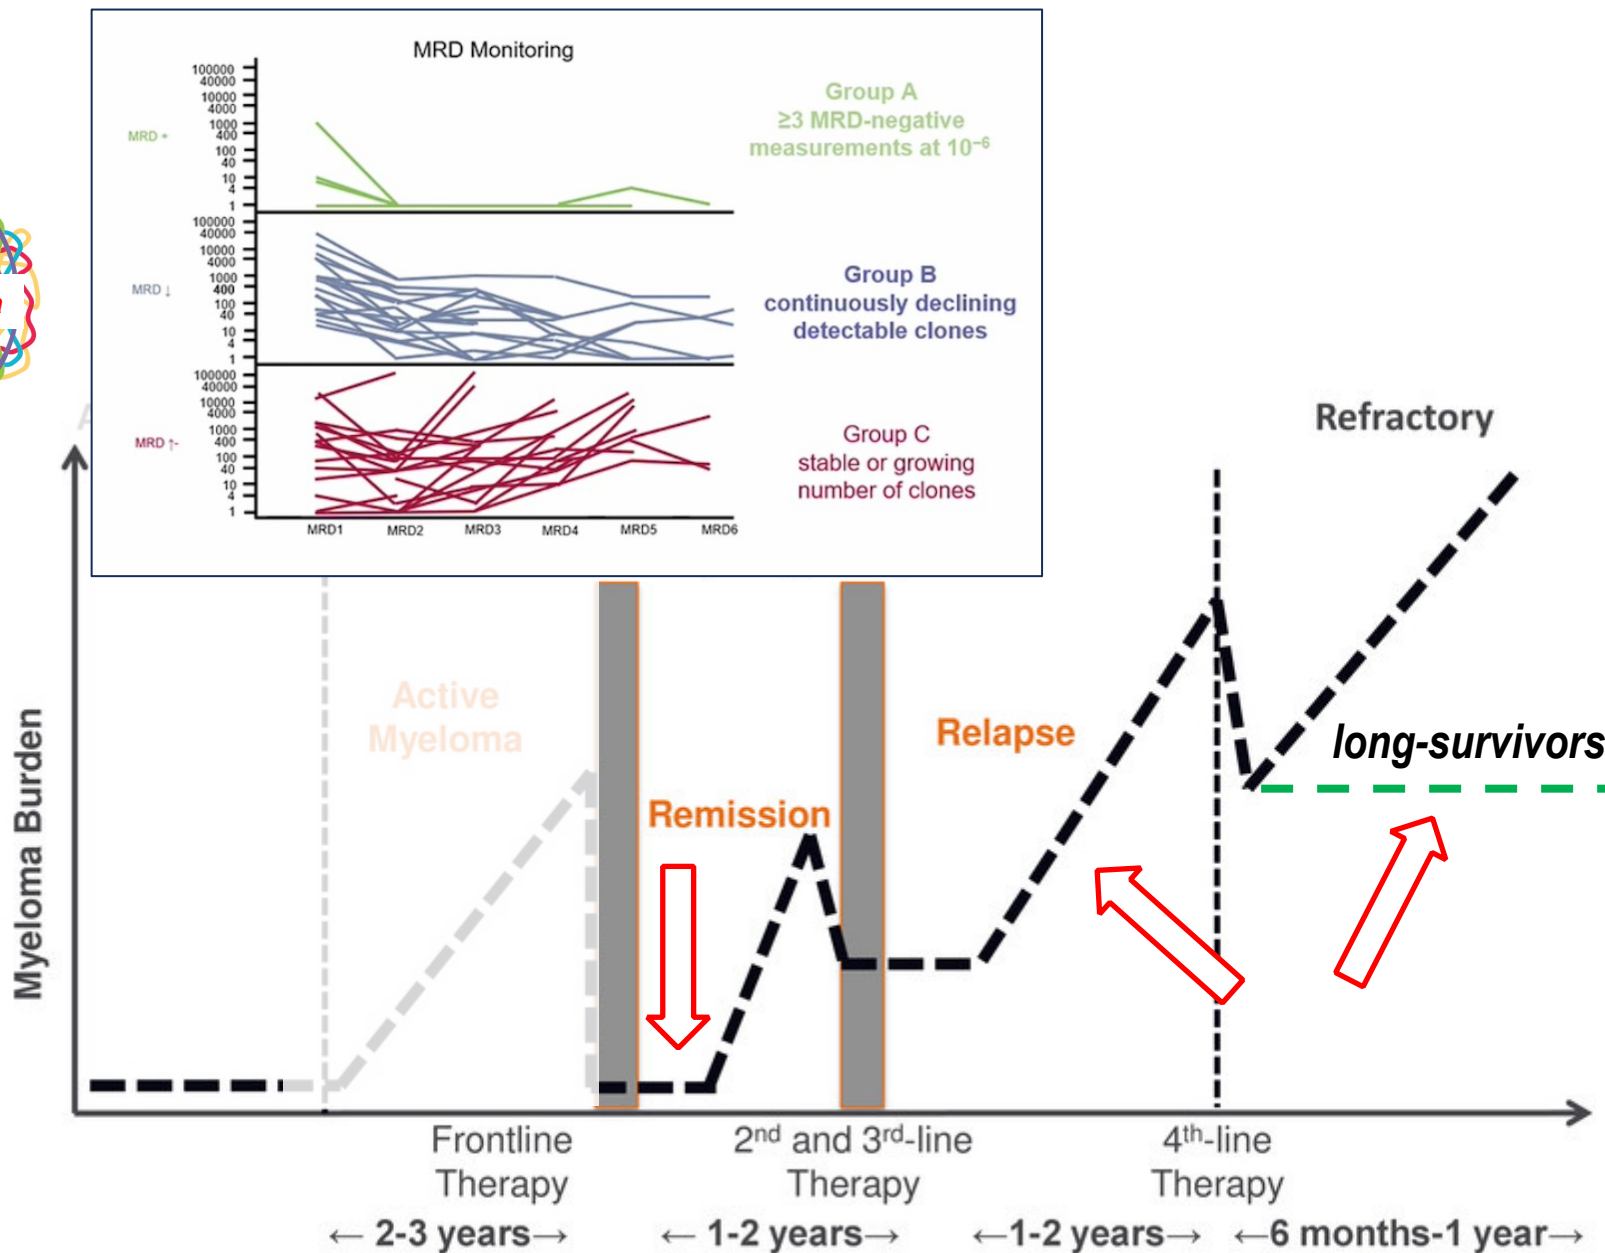 MRD Monitoring
100000
40000
10000
4000
1000
400
100
40
10
4
1
MRD +
Group A
≥3 MRD-negative
measurements at 10⁻⁶
100000
40000
10000
4000
1000
400
100
40
10
4
1
MRD ↓
Group B
continuously declining
detectable clones
100000
40000
10000
4000
1000
400
100
40
10
4
1
MRD ↑-
Group C
stable or growing
number of clones
MRD1 MRD2 MRD3 MRD4 MRD5 MRD6
Refractory
Myeloma Burden
Active
Myeloma
Remission
Relapse
long-survivors
Frontline
Therapy
2nd and 3rd-line
Therapy
4th-line
Therapy
← 2-3 years→ ← 1-2 years→ ←1-2 years→ ←6 months-1 year→